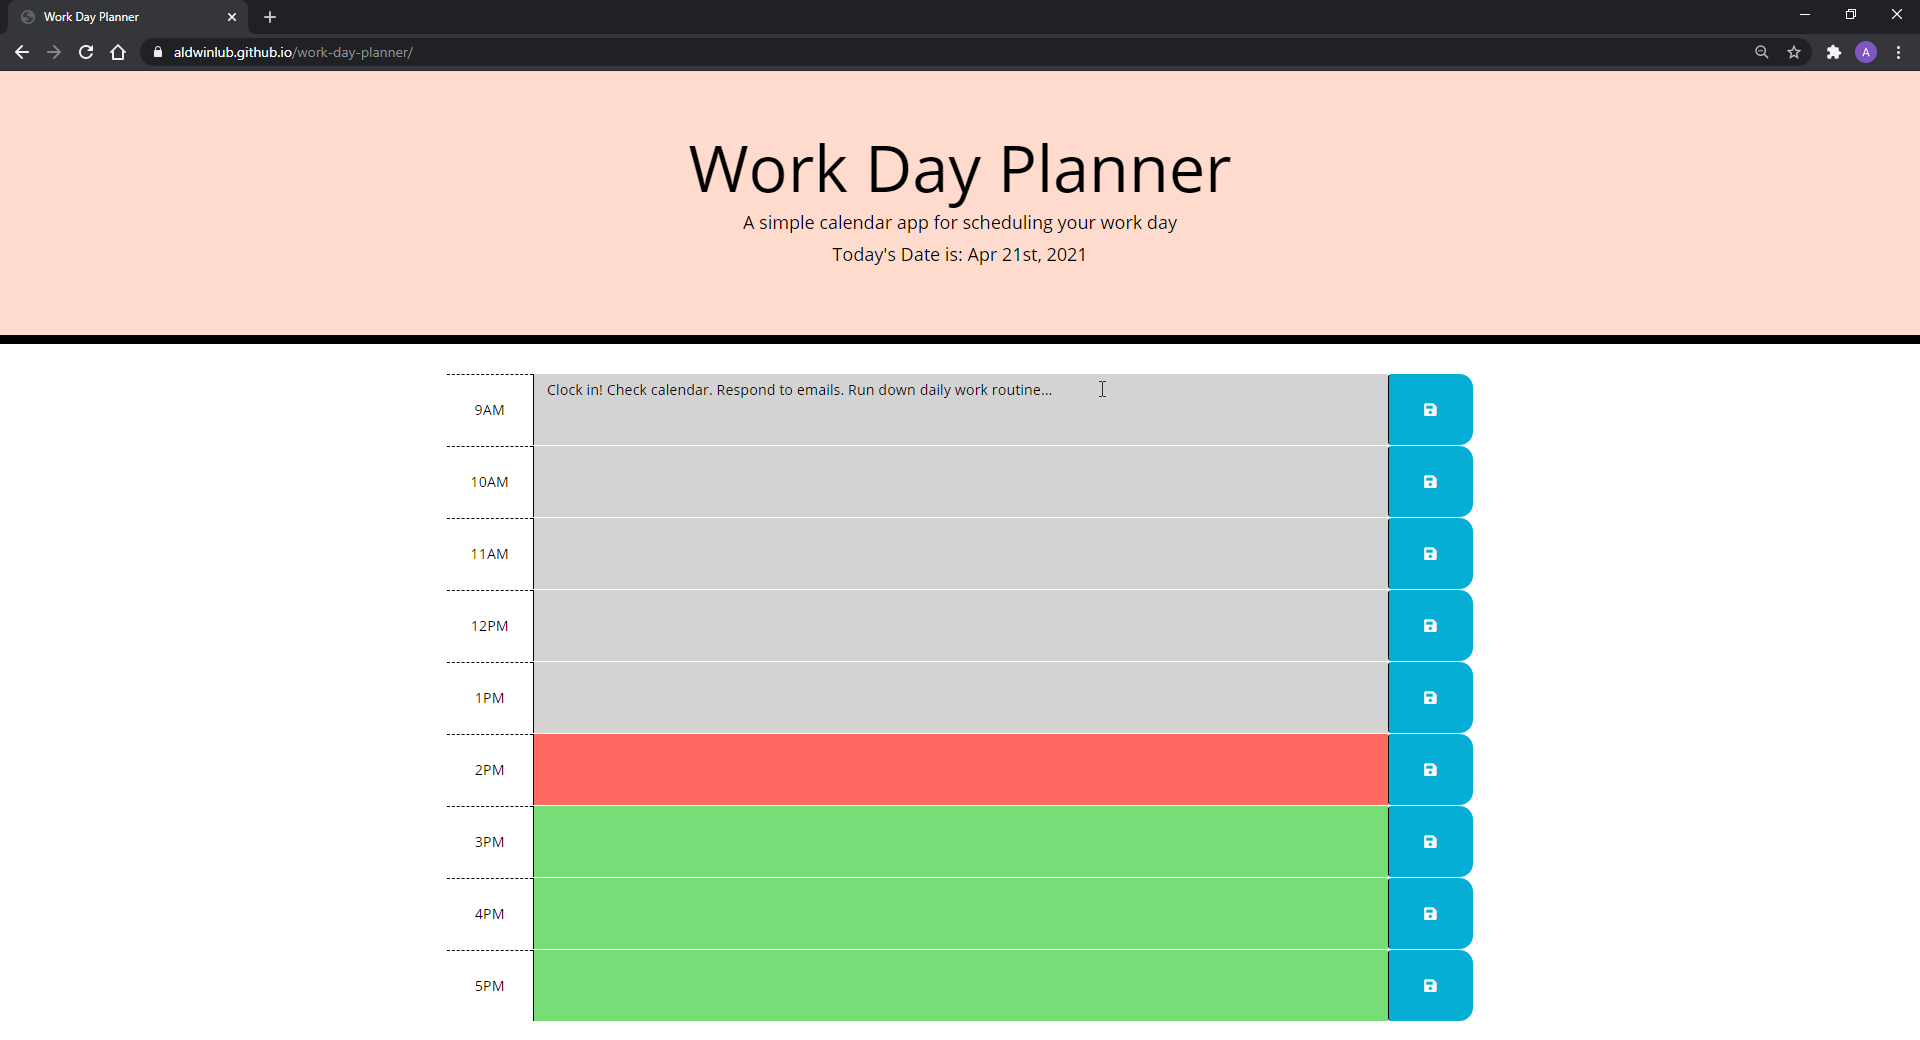 Work Day Planner
aldwinlub.github.io/work-day-planner/
A
Work Day Planner
A simple calendar app for scheduling your work day
Today's Date is: Apr 21st, 2021
9AM
Clock in! Check calendar. Respond to emails. Run down daily work routine...
10AM
11AM
12PM
1PM
2PM
3PM
4PM
5PM